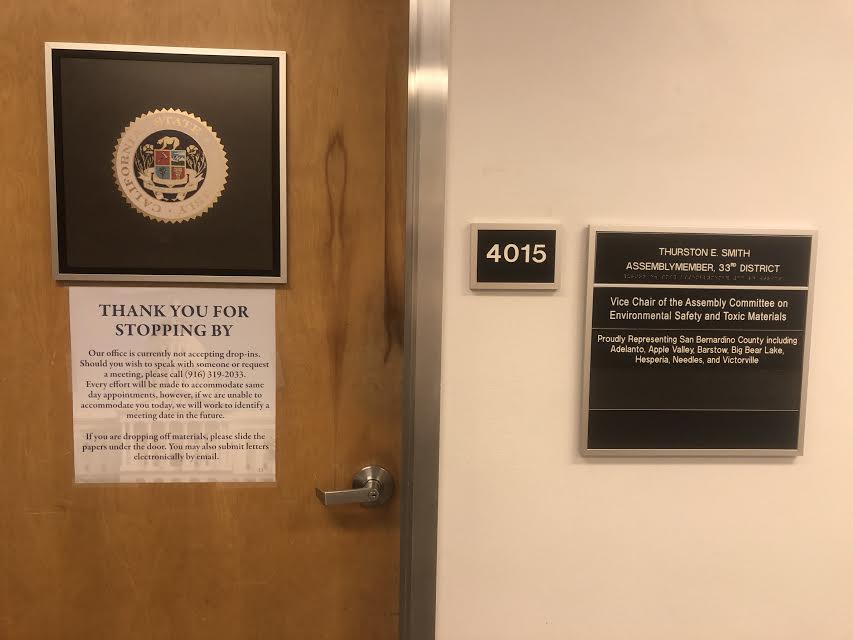 CALIFORNIA STATE ASSEMBLY
THANK YOU FOR
STOPPING BY
Our office is currently not accepting drop-ins.
Should you wish to speak with someone or request
a meeting, please call (916) 319-2033.
Every effort will be made to accommodate same
day appointments, however, if we are unable to
accommodate you today, we will work to identify a
meeting date in the future.
If you are dropping off materials, please slide the
papers under the door. You may also submit letters
electronically by email.
4015
THURSTON E. SMITH
ASSEMBLYMEMBER, 33RD DISTRICT
Vice Chair of the Assembly Committee on
Environmental Safety and Toxic Materials
Proudly Representing San Bernardino County including
Adelanto, Apple Valley, Barstow, Big Bear Lake,
Hesperia, Needles, and Victorville